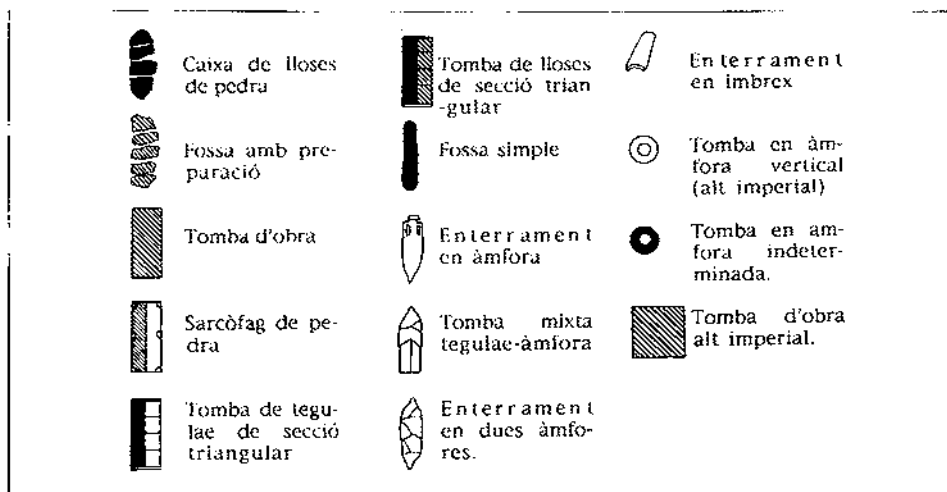 Caixa de lloses
de pedra
Fossa amb pre-
paració
Tomba d'obra
Sarcòfag de pe-
dra
Tomba de tegu-
lae de secció
triangular
Tomba de lloses
de secció trian
-gular
Fossa simple
Enterrament
en àmfora
Tomba mixta
tegulae-àmfora
Enterrament
en dues àmfo-
res.
Enterrament
en imbrex
Tomba en àm-
fora vertical
(alt imperial)
Tomba en am-
fora indeter-
minada.
Tomba d'obra
alt imperial.